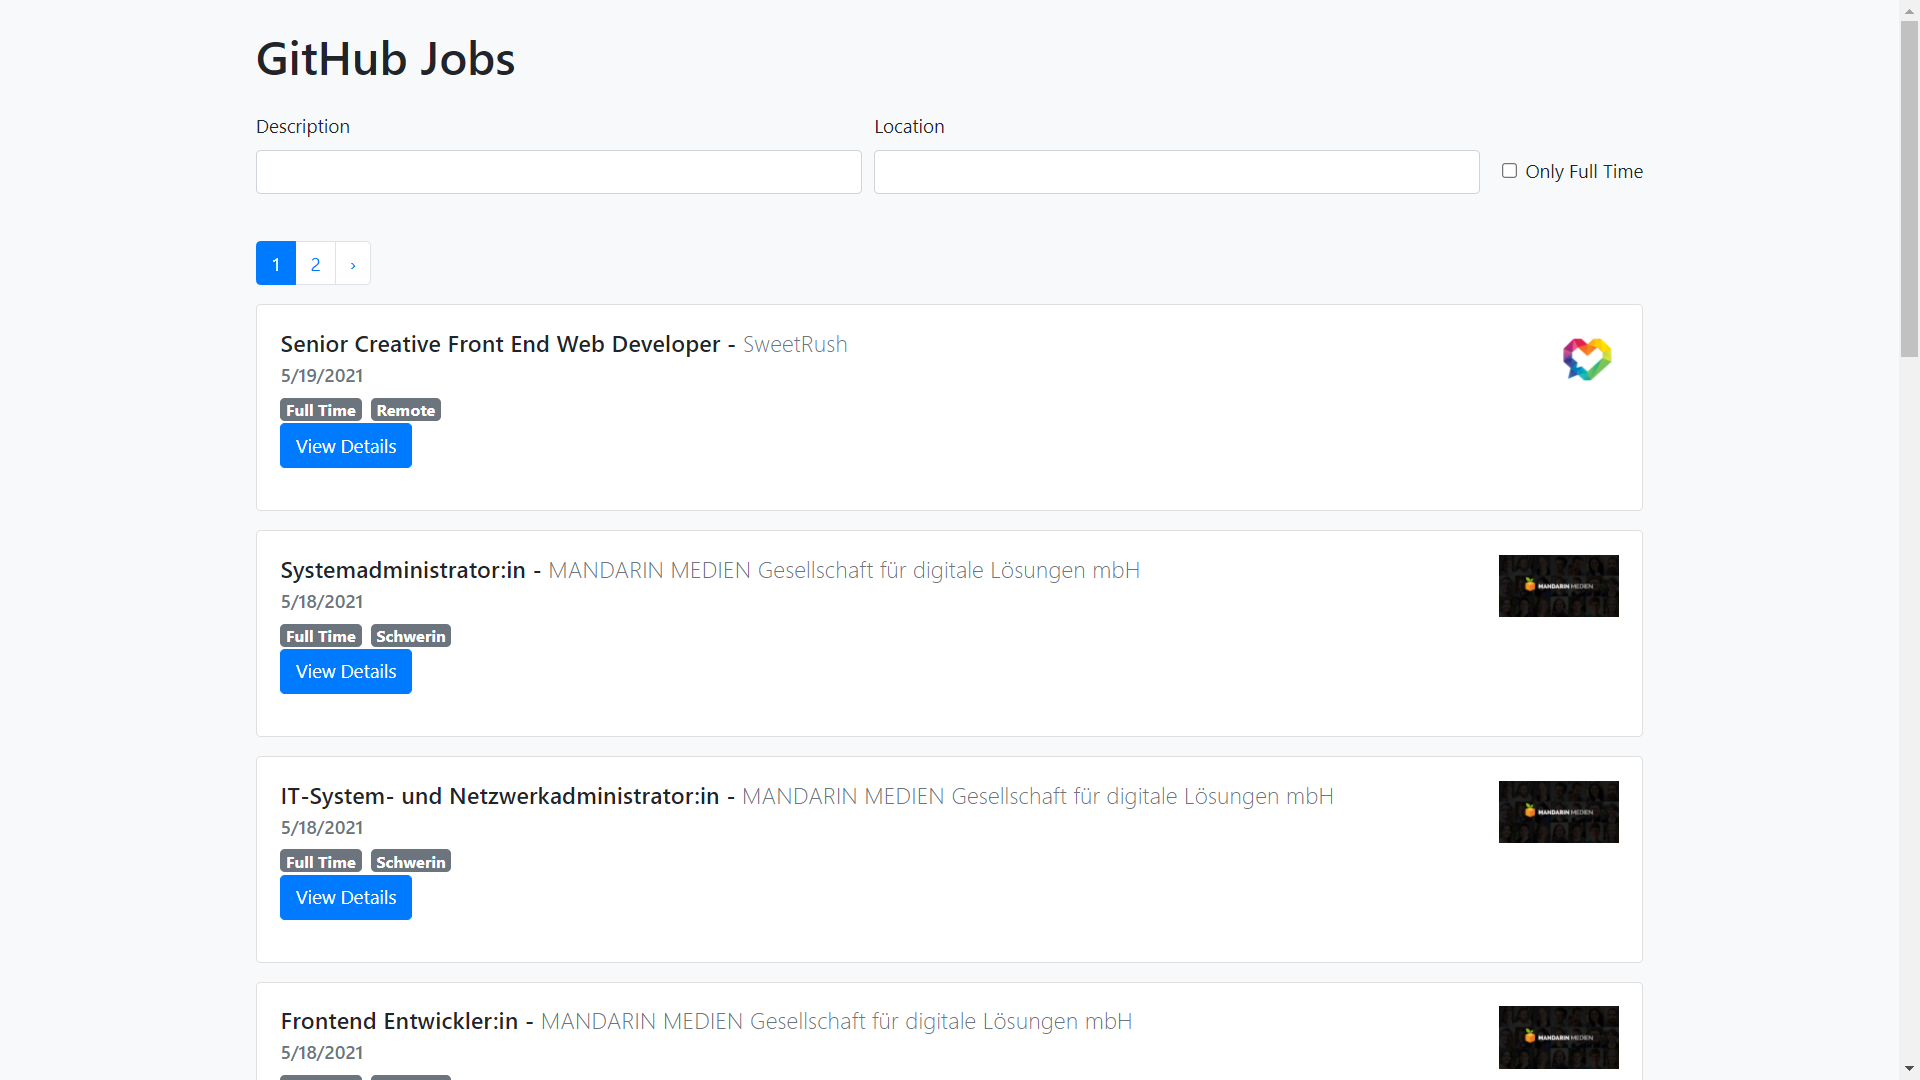 GitHub Jobs
Description
Location
Only Full Time
1 2 ›
Senior Creative Front End Web Developer - SweetRush
5/19/2021
Full Time Remote
View Details
Systemadministrator:in - MANDARIN MEDIEN Gesellschaft für digitale Lösungen mbH
MANDARIN MEDIEN
5/18/2021
Full Time Schwerin
View Details
IT-System- und Netzwerkadministrator:in - MANDARIN MEDIEN Gesellschaft für digitale Lösungen mbH
MANDARIN MEDIEN
5/18/2021
Full Time Schwerin
View Details
Frontend Entwickler:in - MANDARIN MEDIEN Gesellschaft für digitale Lösungen mbH
MANDARIN MEDIEN
5/18/2021